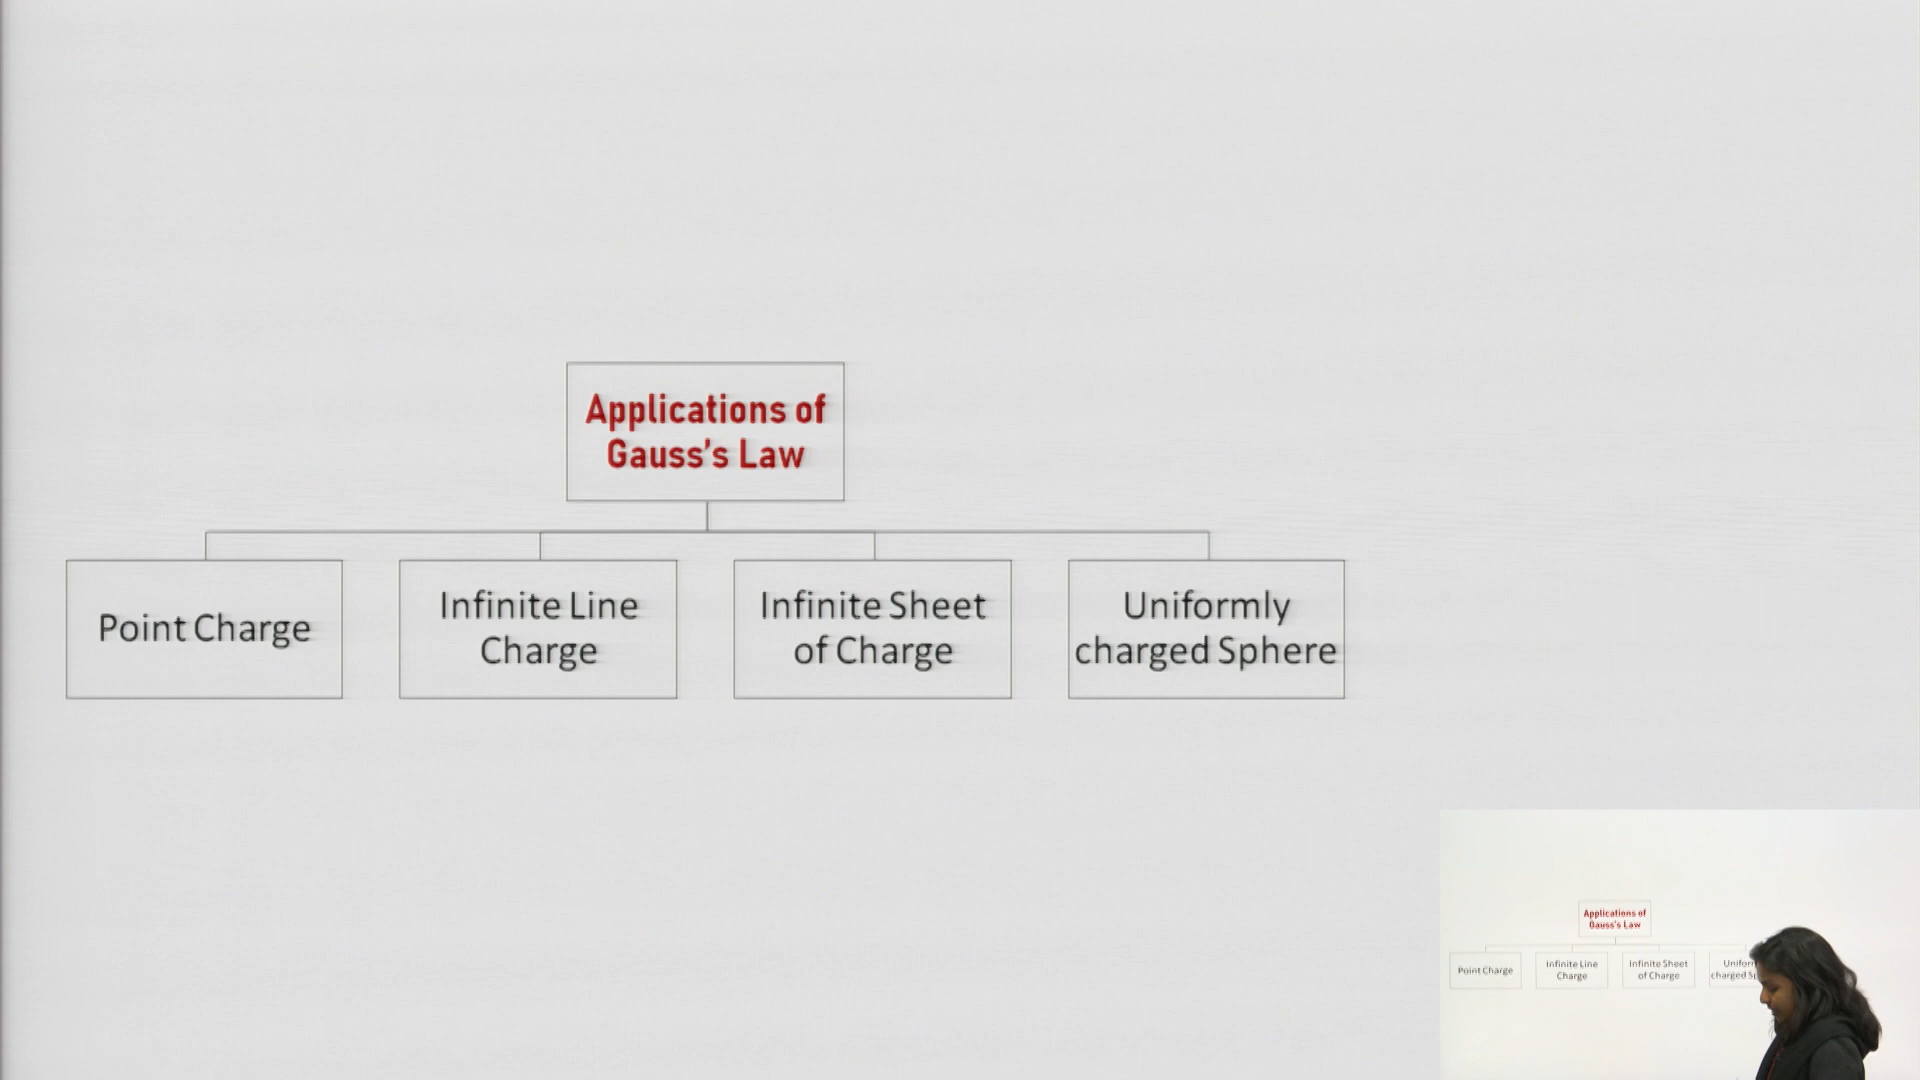 Applications of
Gauss's Law
Point Charge
Infinite Line
Charge
Infinite Sheet
of Charge
Uniformly
charged Sphere
Applications of
Gauss's Law
Point Charge
Infinite Line
Charge
Infinite Sheet
of Charge
charged